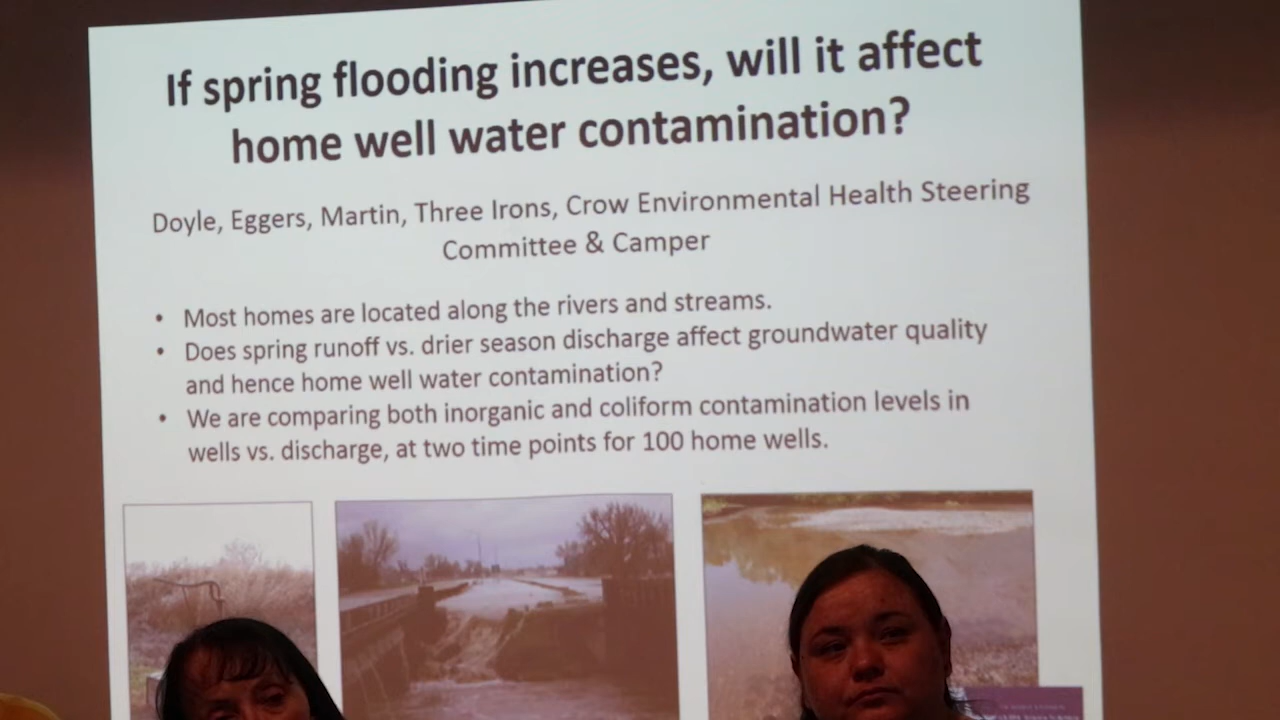 If spring flooding increases, will it affect
home well water contamination?
Doyle, Eggers, Martin, Three Irons, Crow Environmental Health Steering
Committee & Camper
• Most homes are located along the rivers and streams.
• Does spring runoff vs. drier season discharge affect groundwater quality
and hence home well water contamination?
• We are comparing both inorganic and coliform contamination levels in
wells vs. discharge, at two time points for 100 home wells.